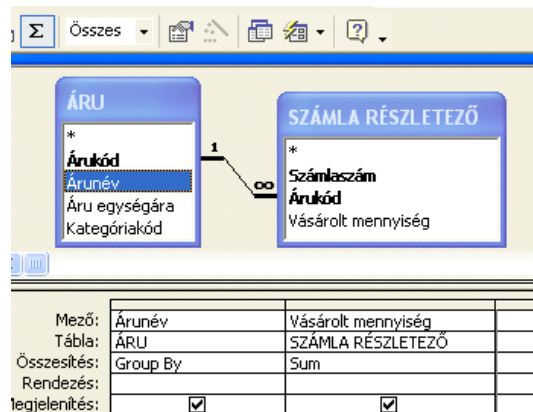 Σ Összes
ÁRU
*
Árukód
Árunév
Áru egységára
Kategóriakód
1
∞
SZÁMLA RÉSZLETEZŐ
*
Számlaszám
Árukód
Vásárolt mennyiség
Mező: Árunév Vásárolt mennyiség
Tábla: ÁRU SZÁMLA RÉSZLETEZŐ
Összesítés: Group By Sum
Rendezés:
Megjelenítés: